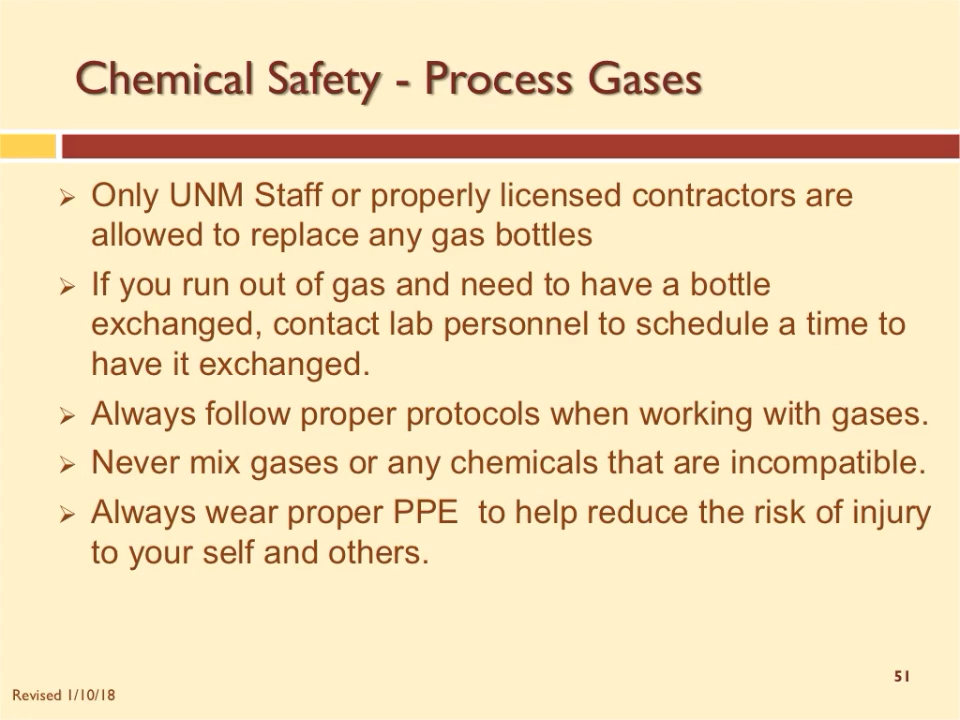 Chemical Safety - Process Gases
Only UNM Staff or properly licensed contractors are
allowed to replace any gas bottles
If you run out of gas and need to have a bottle
exchanged, contact lab personnel to schedule a time to
have it exchanged.
Always follow proper protocols when working with gases.
Never mix gases or any chemicals that are incompatible.
Always wear proper PPE  to help reduce the risk of injury
to your self and others.
51
Revised 1/10/18